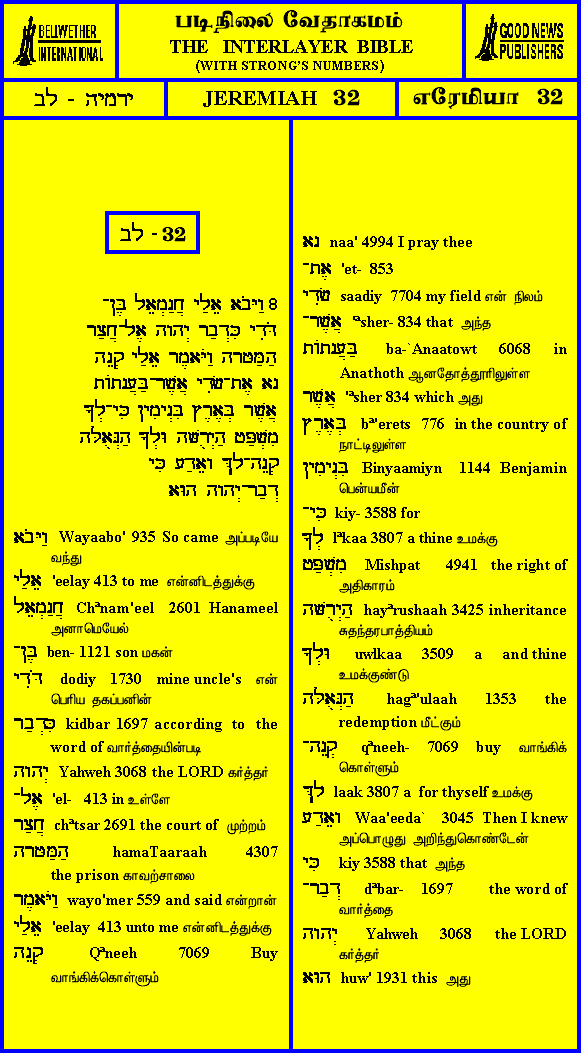 BELLWETHER
INTERNATIONAL
படிநிலை வேதாகமம்
THE INTERLAYER BIBLE
(WITH STRONG'S NUMBERS)
GOOD NEWS
PUBLISHERS
ירמיה - לב
JEREMIAH 32
எரேமியா 32
לב - 32
8 וַיָּבֹא אֵלַי חֲנַמְאֵל בֶּן־
דֹּדִי כִּדְבַר יְהוָה אֶל־חֲצַר
הַמַּטָּרָה וַיֹּאמֶר אֵלַי קְנֵה
נָא אֶת־שָׂדִי אֲשֶׁר־בַּעֲנָתוֹת
אֲשֶׁר בְּאֶרֶץ בִּנְיָמִין כִּי־לְךָ
מִשְׁפַּט הַיְרֻשָּׁה וּלְךָ הַגְּאֻלָּה
קְנֵה־לָךְ וָאֵדַע כִּי
דְבַר־יְהוָה הוּא
וַיָּבֹא Wayaabo' 935 So came அப்படியே
வந்து
אֵלַי 'eelay 413 to me என்னிடத்துக்கு
חֲנַמְאֵל Chªnam'eel 2601 Hanameel
அனாமெயேல்
בֶּן־ ben- 1121 son மகன்
דֹּדִי dodiy 1730 mine uncle's என்
பெரிய தகப்பனின்
כִּדְבַר kidbar 1697 according to the
word of வார்த்தையின்படி
יְהוָה Yahweh 3068 the LORD கர்த்தர்
אֶל־ 'el- 413 in உள்ளே
חֲצַר chªtsar 2691 the court of முற்றம்
הַמַּטָּרָה hamaTaaraah 4307
the prison காவற்சாலை
וַיֹּאמֶר wayo'mer 559 and said என்றான்
אֵלַי 'eelay 413 unto me என்னிடத்துக்கு
קְנֵה Qªneeh 7069 Buy
வாங்கிக்கொள்ளும்
נָא naa' 4994 I pray thee
אֶת־ 'et- 853
שָׂדִי saadiy 7704 my field என் நிலம்
אֲשֶׁר־ 'ªsher- 834 that அந்த
בַּעֲנָתוֹת ba-`Anaatowt 6068 in
Anathoth ஆனதோத்தூரிலுள்ள
אֲשֶׁר 'ªsher 834 which அது
בְּאֶרֶץ bª'erets 776 in the country of
நாட்டிலுள்ள
בִּנְיָמִין Binyaamiyn 1144 Benjamin
பென்யமீன்
כִּי־ kiy- 3588 for
לְךָ lªkaa 3807 a thine உமக்கு
מִשְׁפַּט Mishpat 4941 the right of
அதிகாரம்
הַיְרֻשָּׁה hayªrushaah 3425 inheritance
சுதந்தரபாத்தியம்
וּלְךָ uwlkaa 3509 a and thine
உமக்குண்டு
הַגְּאֻלָּה hagª'ulaah 1353 the
redemption மீட்கும்
קְנֵה־ qªneeh- 7069 buy வாங்கிக்
கொள்ளும்
לָךְ laak 3807 a for thyself உமக்கு
וָאֵדַע Waa'eeda` 3045 Then I knew
அப்பொழுது அறிந்துகொண்டேன்
כִּי kiy 3588 that அந்த
דְבַר־ dªbar- 1697 the word of
வார்த்தை
יְהוָה Yahweh 3068 the LORD
கர்த்தர்
הוּא huw' 1931 this அது